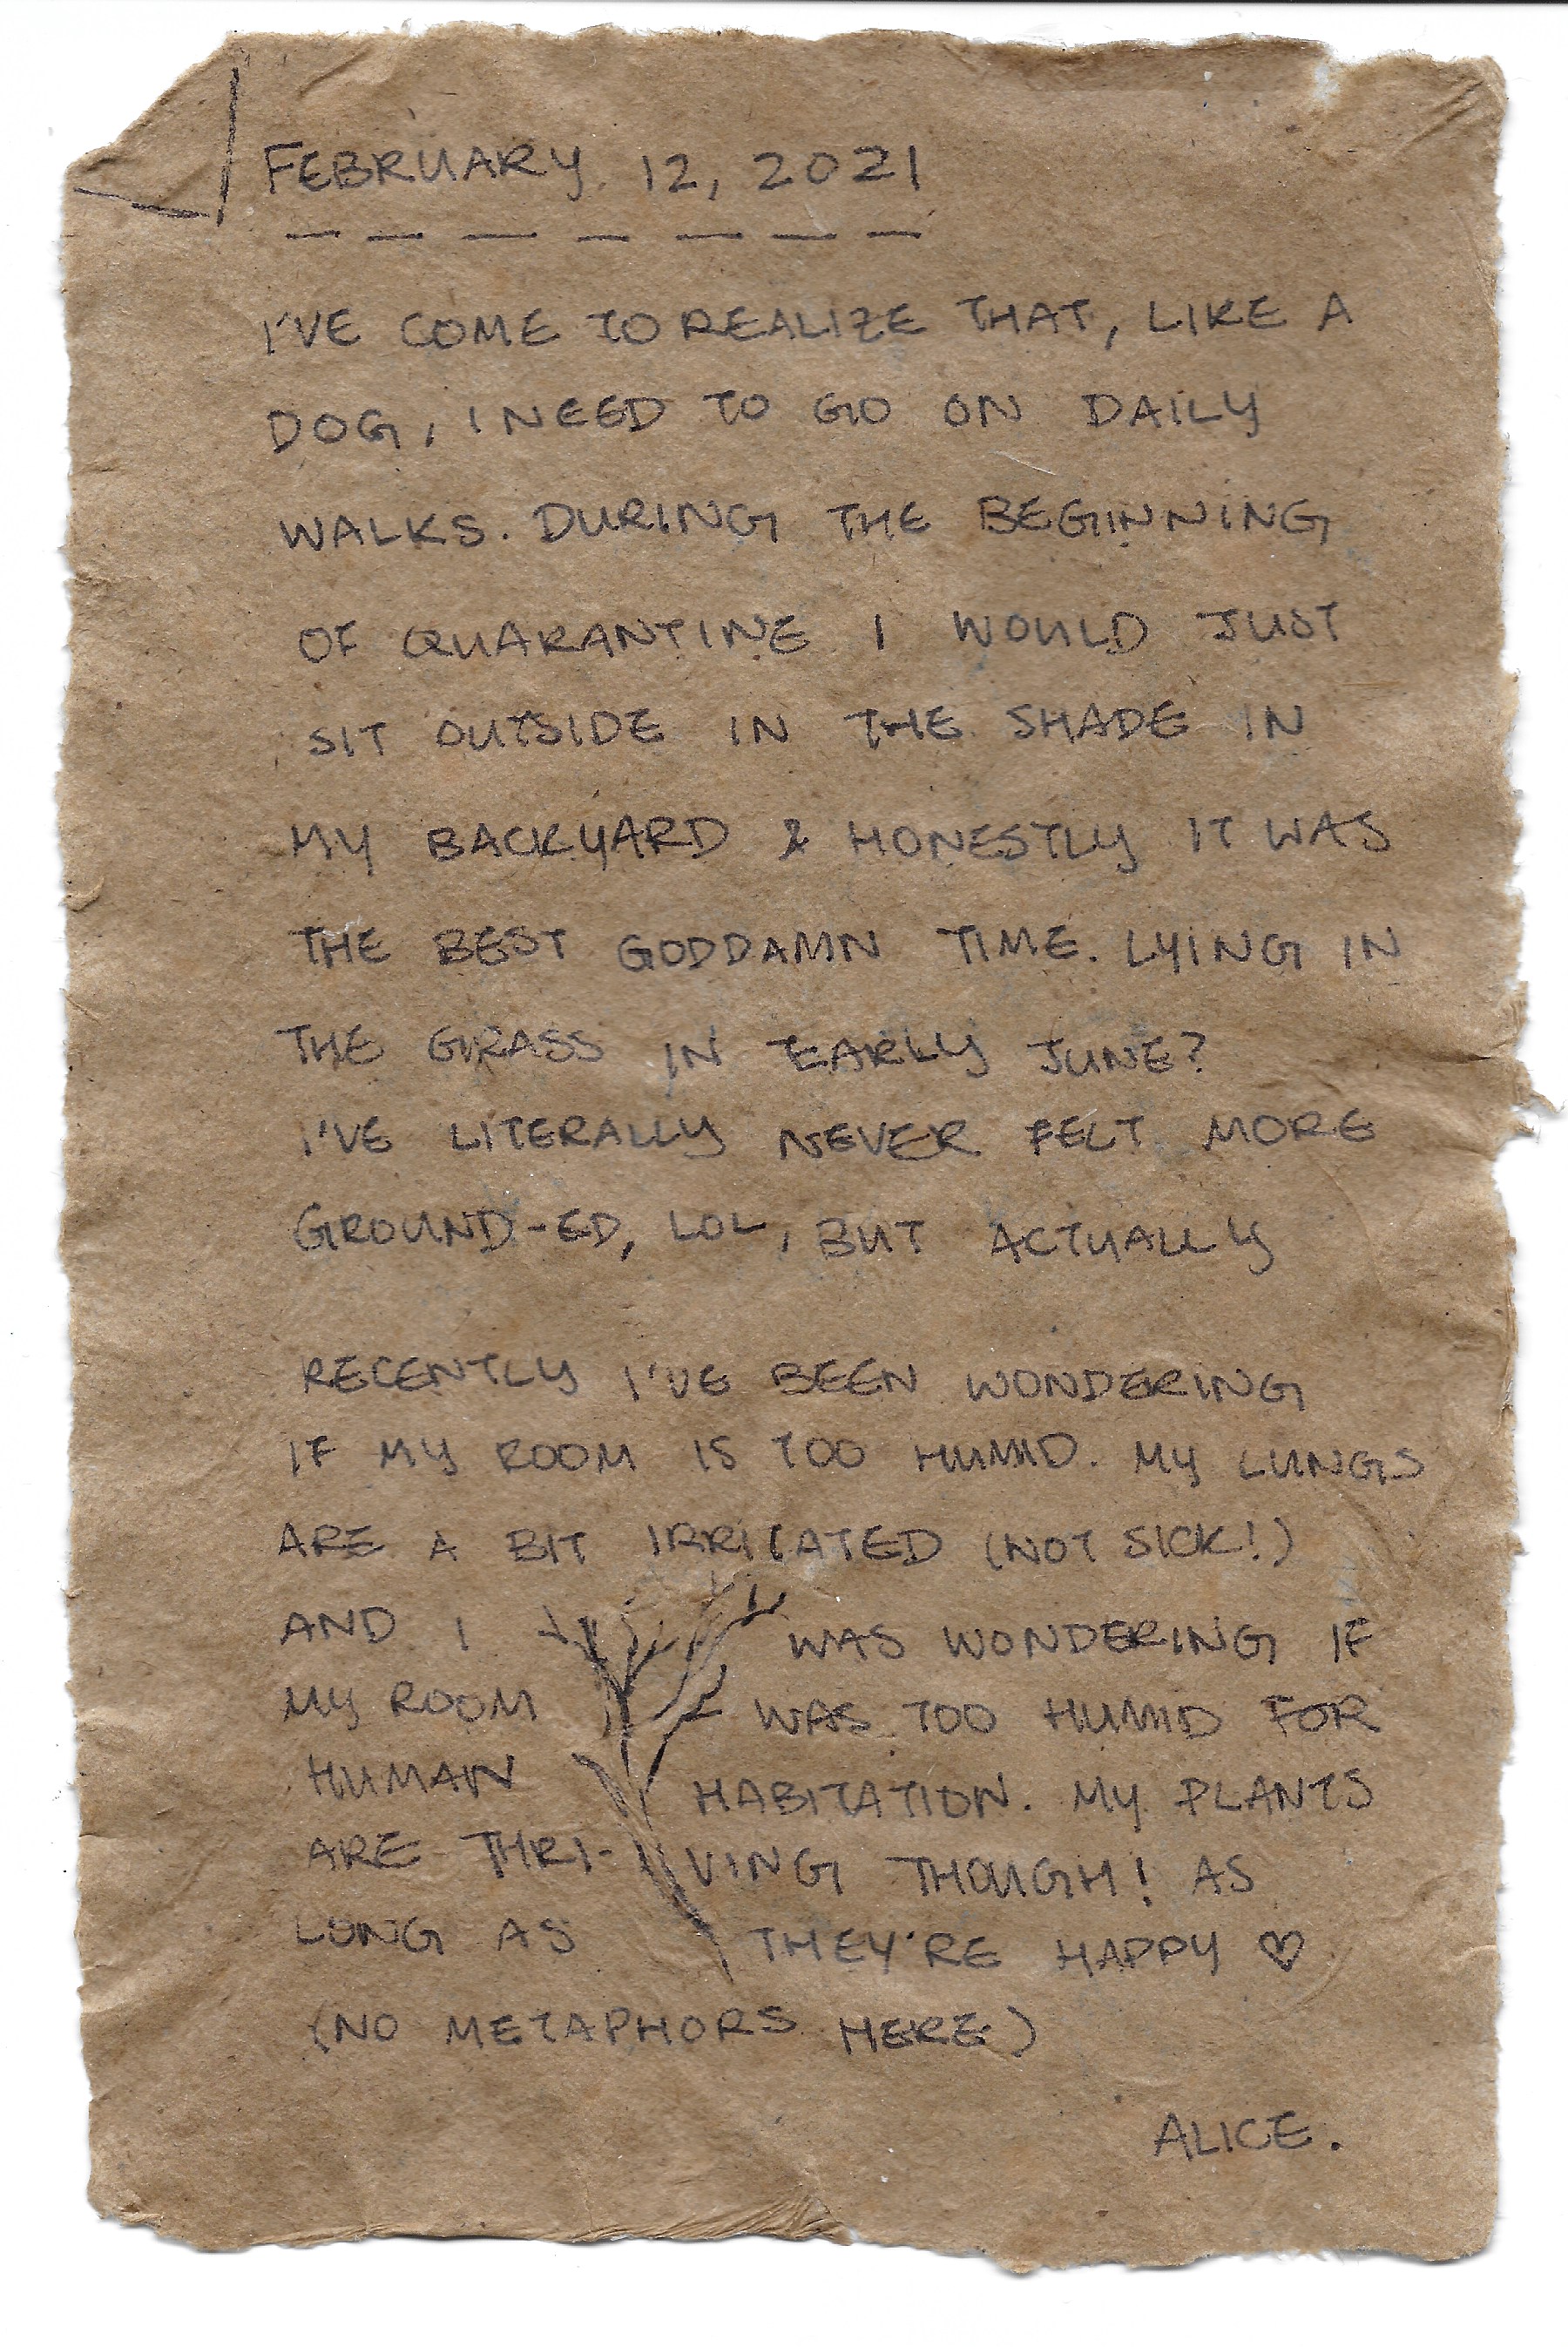 FEBRUARY 12, 2021
I'VE COME TO REALIZE THAT, LIKE A
DOG, I NEED TO GO ON DAILY
WALKS. DURING THE BEGINNING
OF QUARANTINE I WOULD JUST
SIT OUTSIDE IN THE SHADE IN
MY BACKYARD & HONESTLY IT WAS
THE BEST GODDAMN TIME. LYING IN
THE GRASS IN EARLY JUNE?
I'VE LITERALLY NEVER FELT MORE
GROUND-ED, LOL, BUT ACTUALLY
RECENTLY I'VE BEEN WONDERING
IF MY ROOM IS TOO HUMID. MY LUNGS
ARE A BIT IRRITATED (NOT SICK!)
AND I WAS WONDERING IF
MY ROOM WAS TOO HUMID FOR
HUMAN HABITATION. MY PLANTS
ARE THRI-VING THOUGH! AS
LONG AS THEY'RE HAPPY ♡
(NO METAPHORS HERE)
ALICE.